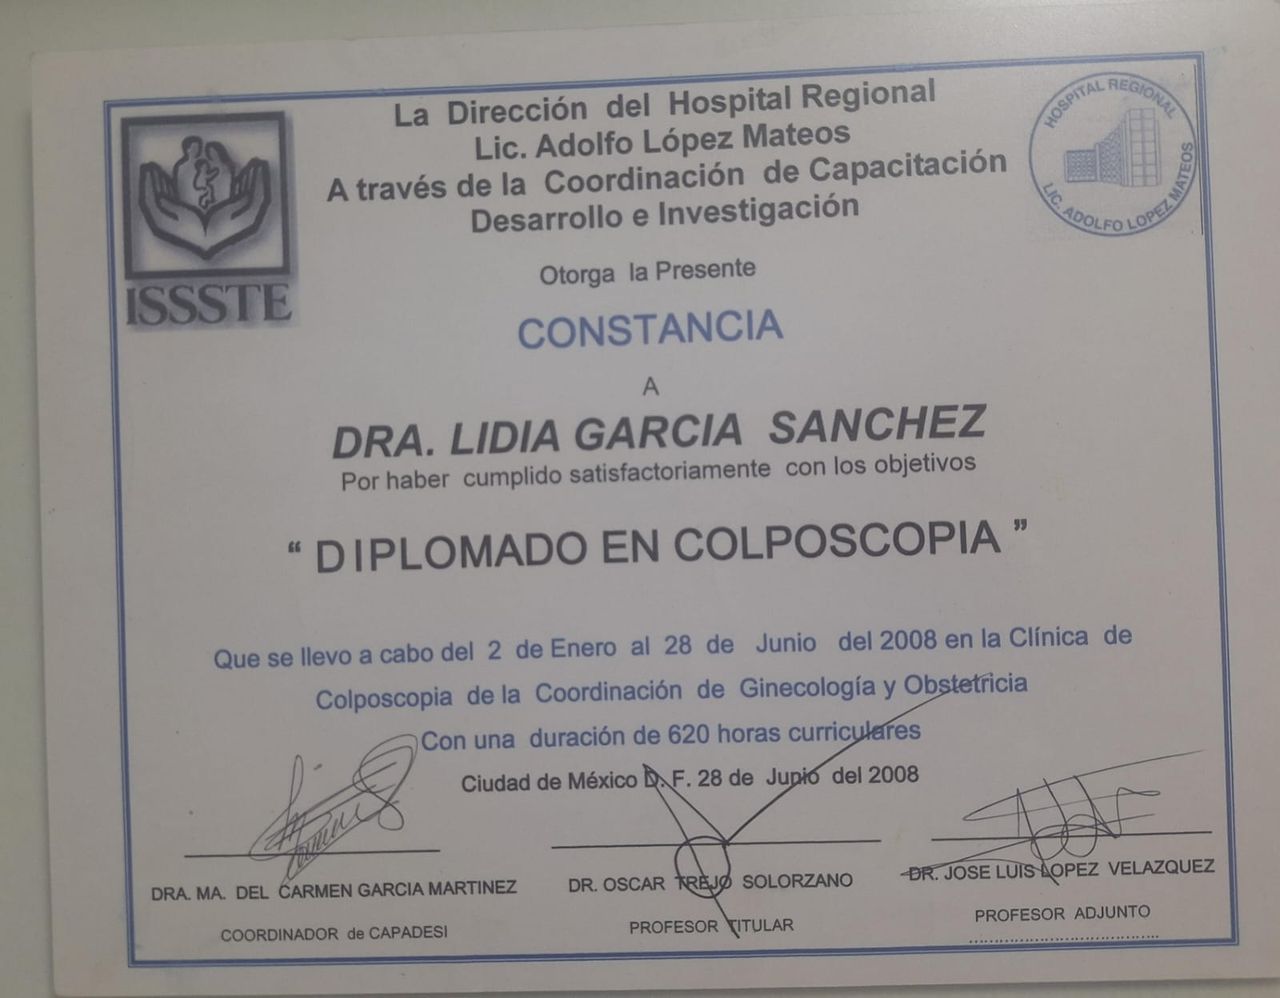 La Dirección del Hospital Regional
Lic. Adolfo López Mateos
A través de la Coordinación de Capacitación
Desarrollo e Investigación
ISSSTE
HOSPITAL REGIONAL
LIC. ADOLFO LOPEZ MATEOS
Otorga la Presente
CONSTANCIA
A
DRA. LIDIA GARCIA SANCHEZ
Por haber cumplido satisfactoriamente con los objetivos
“ DIPLOMADO EN COLPOSCOPIA ”
Que se llevo a cabo del 2 de Enero al 28 de Junio del 2008 en la Clínica de
Colposcopia de la Coordinación de Ginecología y Obstetricia
Con una duración de 620 horas curriculares
Ciudad de México D. F. 28 de Junio del 2008
DRA. MA. DEL CARMEN GARCIA MARTINEZ
COORDINADOR de CAPADESI
DR. OSCAR TREJO SOLORZANO
PROFESOR TITULAR
DR. JOSE LUIS LOPEZ VELAZQUEZ
PROFESOR ADJUNTO